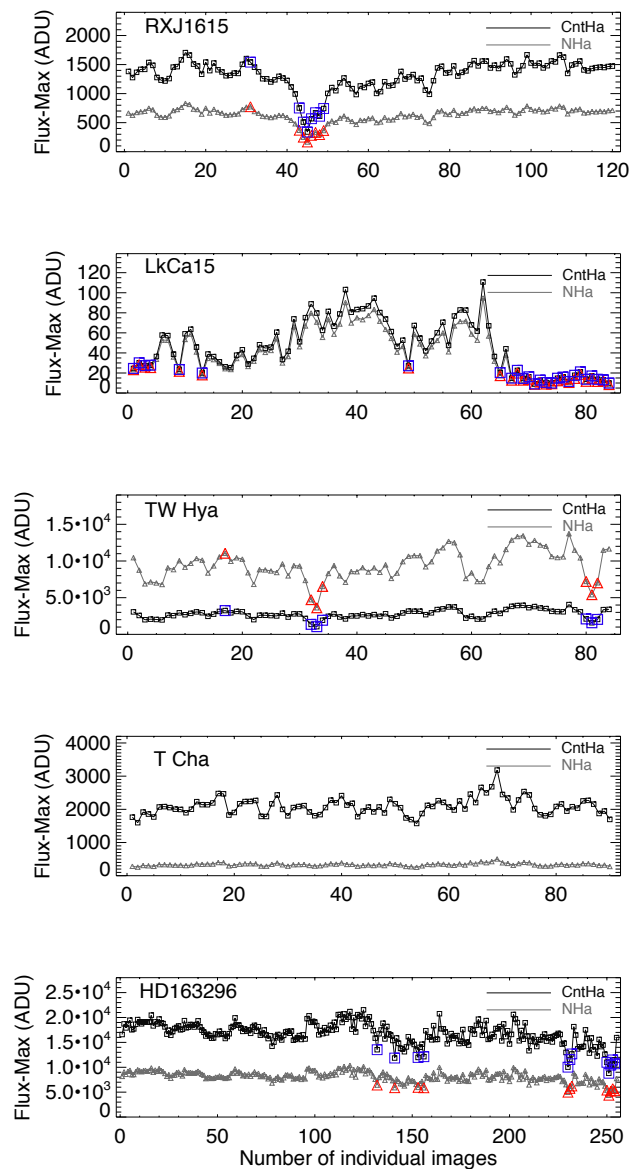 RXJ1615
CntHa
NHa
Flux-Max (ADU)
2000
1500
1000
500
0
0 20 40 60 80 100 120
LkCa15
CntHa
NHa
Flux-Max (ADU)
120
100
80
60
40
20
0
0 20 40 60 80
TW Hya
CntHa
NHa
Flux-Max (ADU)
1.5•10⁴
1.0•10⁴
5.0•10³
0
0 20 40 60 80
T Cha
CntHa
NHa
Flux-Max (ADU)
4000
3000
2000
1000
0
0 20 40 60 80
HD163296
CntHa
NHa
Flux-Max (ADU)
2.5•10⁴
2.0•10⁴
1.5•10⁴
1.0•10⁴
5.0•10³
0
0 50 100 150 200 250
Number of individual images